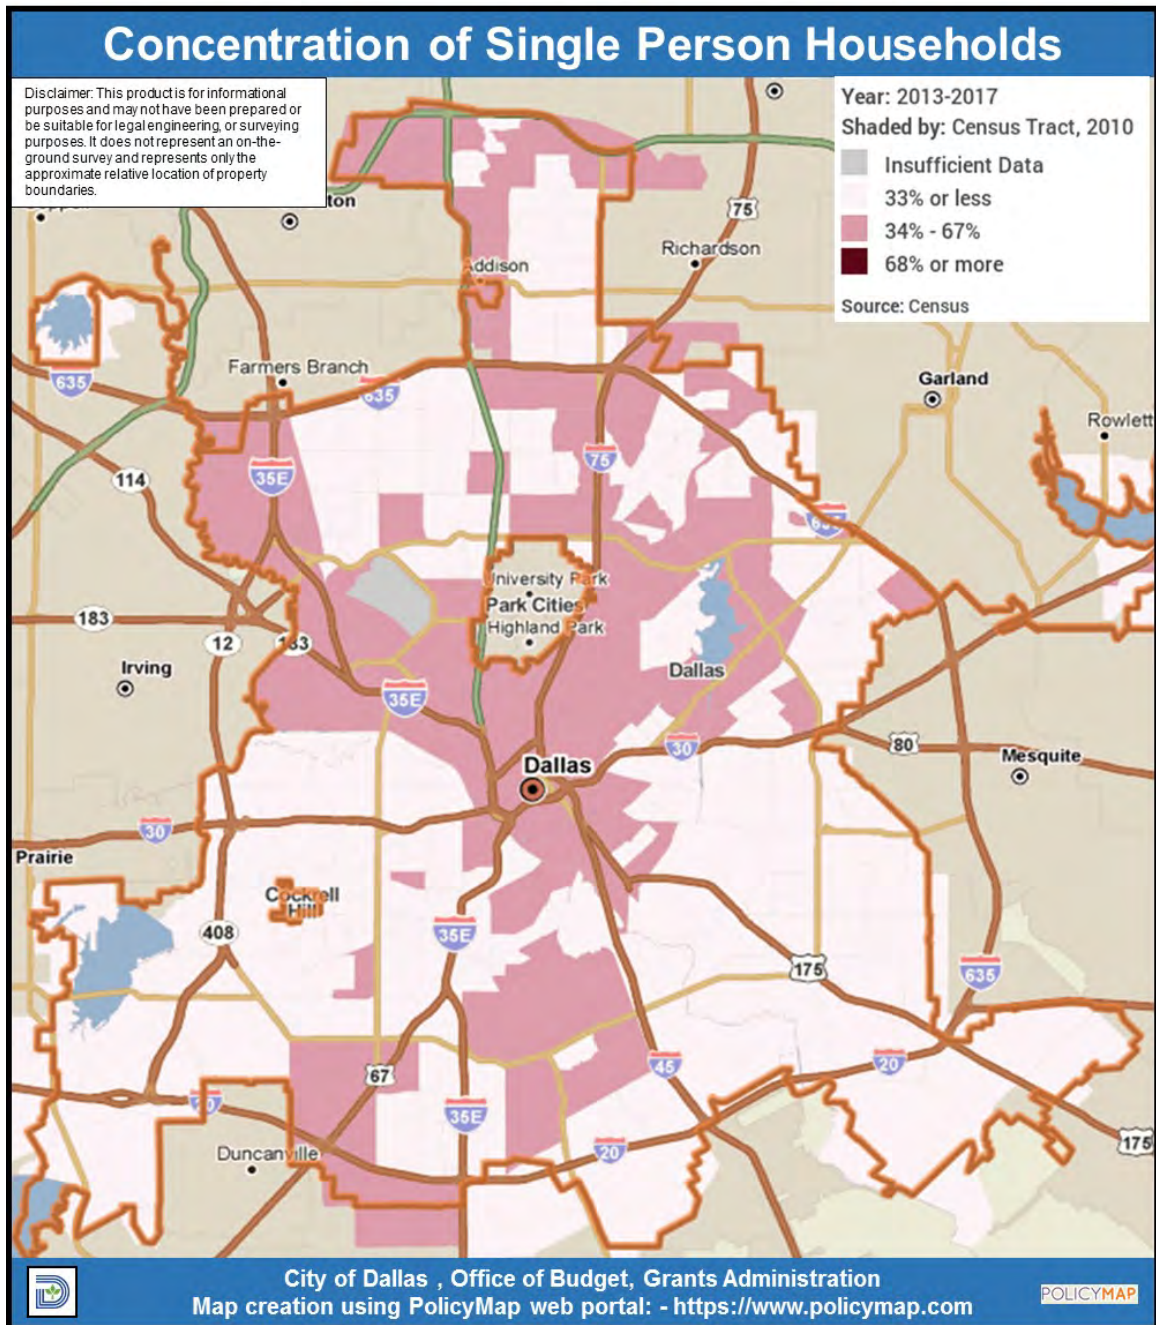 Concentration of Single Person Households
Disclaimer: This product is for informational
purposes and may not have been prepared or
be suitable for legal engineering, or surveying
purposes. It does not represent an on-the-
ground survey and represents only the
approximate relative location of property
boundaries.
Year: 2013-2017
Shaded by: Census Tract, 2010
Insufficient Data
33% or less
34% - 67%
68% or more
Source: Census
ton
75
Richardson
Addison
Farmers Branch
635
635
Garland
Rowlett
114
35E
75
635
University Park
Park Cities
Highland Park
183
12
183
Irving
35E
Dallas
30
80
Mesquite
Dallas
30
Prairie
Cockrell
Hill
408
35E
175
635
67
45
20
20
35E
20
175
Duncanville
City of Dallas , Office of Budget, Grants Administration
Map creation using PolicyMap web portal: - https://www.policymap.com
POLICYMAP